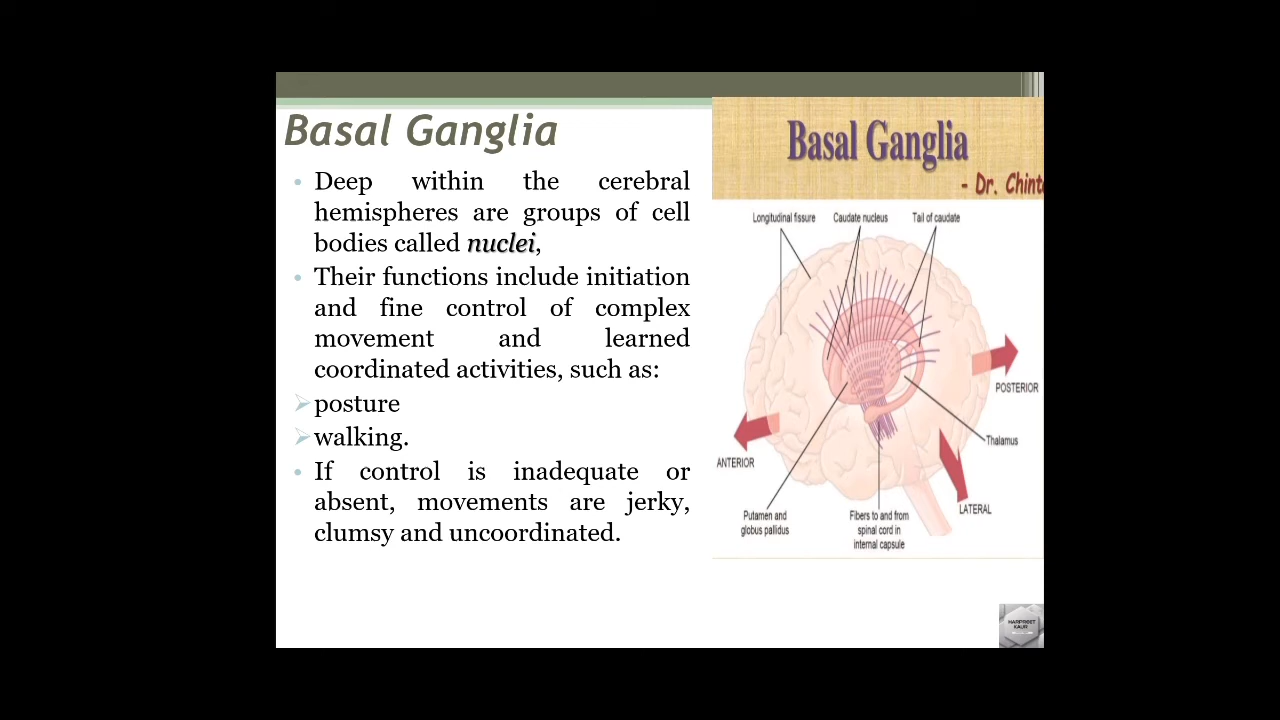 Basal Ganglia
Deep within the cerebral
hemispheres are groups of cell
bodies called nuclei,
Their functions include initiation
and fine control of complex
movement and learned
coordinated activities, such as:
posture
walking.
If control is inadequate or
absent, movements are jerky,
clumsy and uncoordinated.
Basal Ganglia
- Dr. Chint
Longitudinal fissure
Caudate nucleus
Tail of caudate
POSTERIOR
Thalamus
ANTERIOR
LATERAL
Putamen and
globus pallidus
Fibers to and from
spinal cord in
internal capsule
HARPREET
KAUR